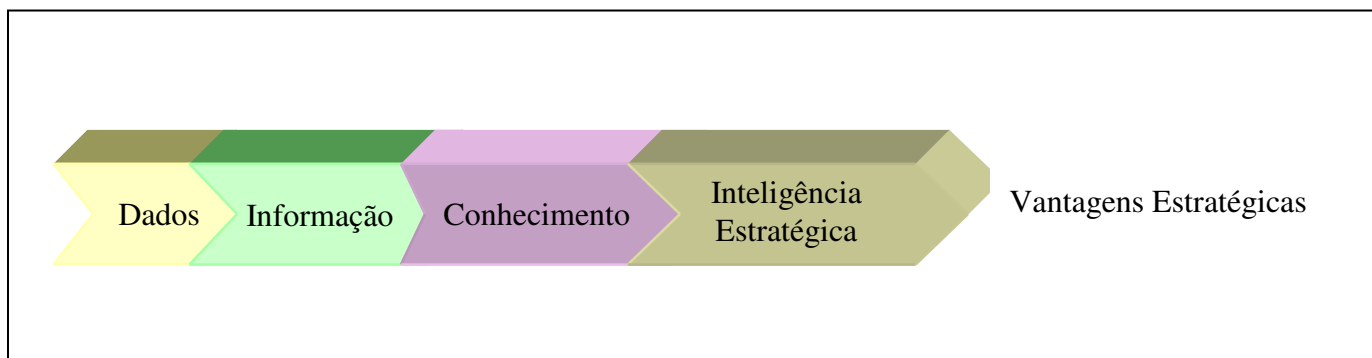 Dados
Informação
Conhecimento
Inteligência
Estratégica
Vantagens Estratégicas